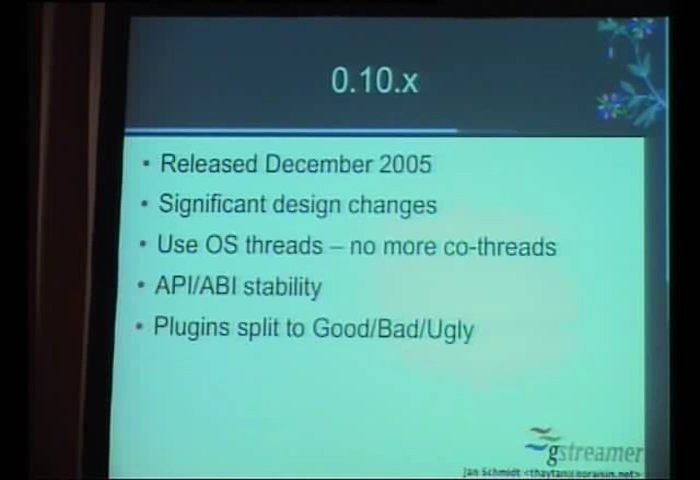 0.10.x
• Released December 2005
• Significant design changes
• Use OS threads – no more co-threads
• API/ABI stability
• Plugins split to Good/Bad/Ugly
gstreamer
Jan Schmidt